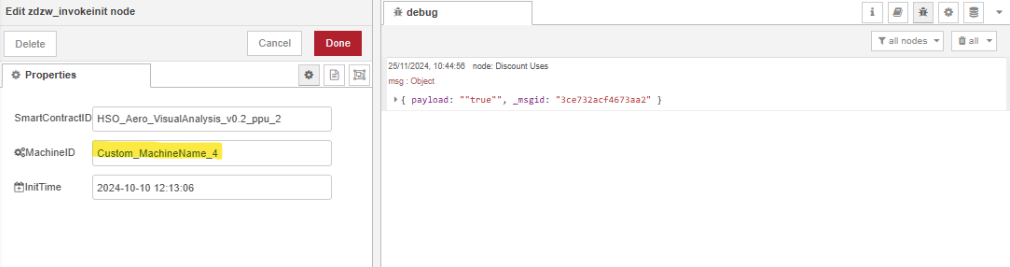 Edit zdzw_invokeinit node
Delete
Cancel
Done
Properties
SmartContractID
HSO_Aero_VisualAnalysis_v0.2_ppu_2
MachineID
Custom_MachineName_4
InitTime
2024-10-10 12:13:06
debug
i
all nodes
all
25/11/2024, 10:44:56 node: Discount Uses
msg : Object
{ payload: ""true"", _msgid: "3ce732acf4673aa2" }